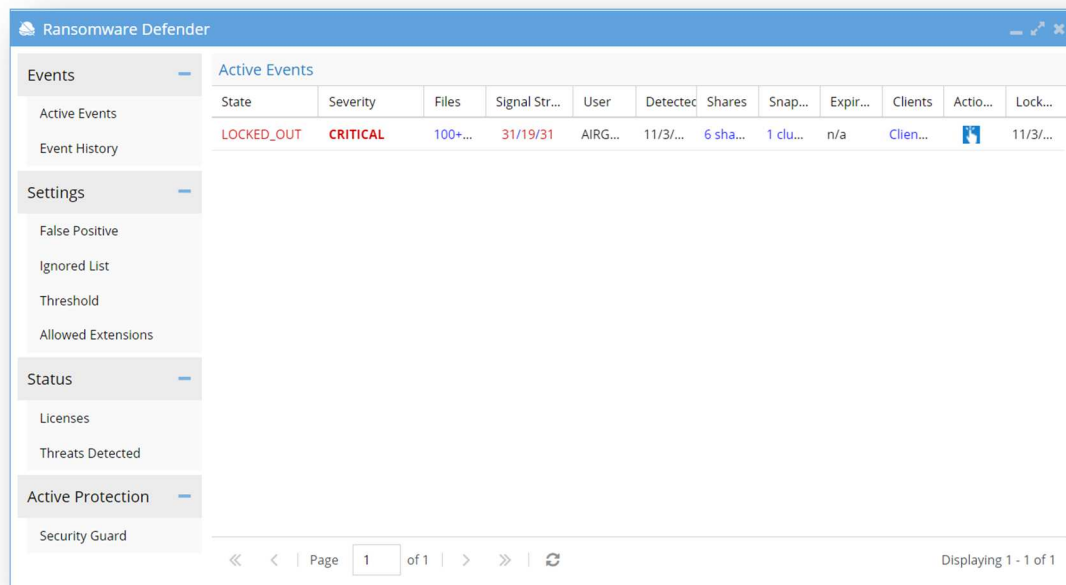 Ransomware Defender
Events
Active Events
Event History
Settings
False Positive
Ignored List
Threshold
Allowed Extensions
Status
Licenses
Threats Detected
Active Protection
Security Guard
Active Events
State Severity Files Signal Str... User Detected Shares Snap... Expir... Clients Actio... Lock...
LOCKED_OUT CRITICAL 100+... 31/19/31 AIRG... 11/3/... 6 sha... 1 clu... n/a Clien... 11/3/...
Page 1 of 1 Displaying 1 - 1 of 1